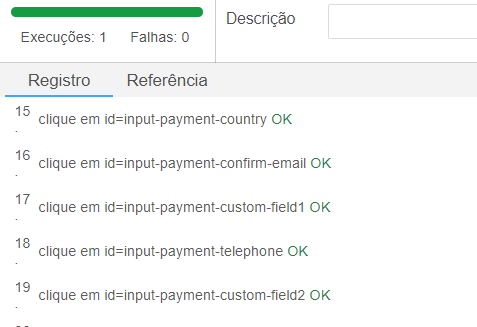 Execuções: 1 Falhas: 0
Descrição
Registro Referência
15. clique em id=input-payment-country OK
16. clique em id=input-payment-confirm-email OK
17. clique em id=input-payment-custom-field1 OK
18. clique em id=input-payment-telephone OK
19. clique em id=input-payment-custom-field2 OK